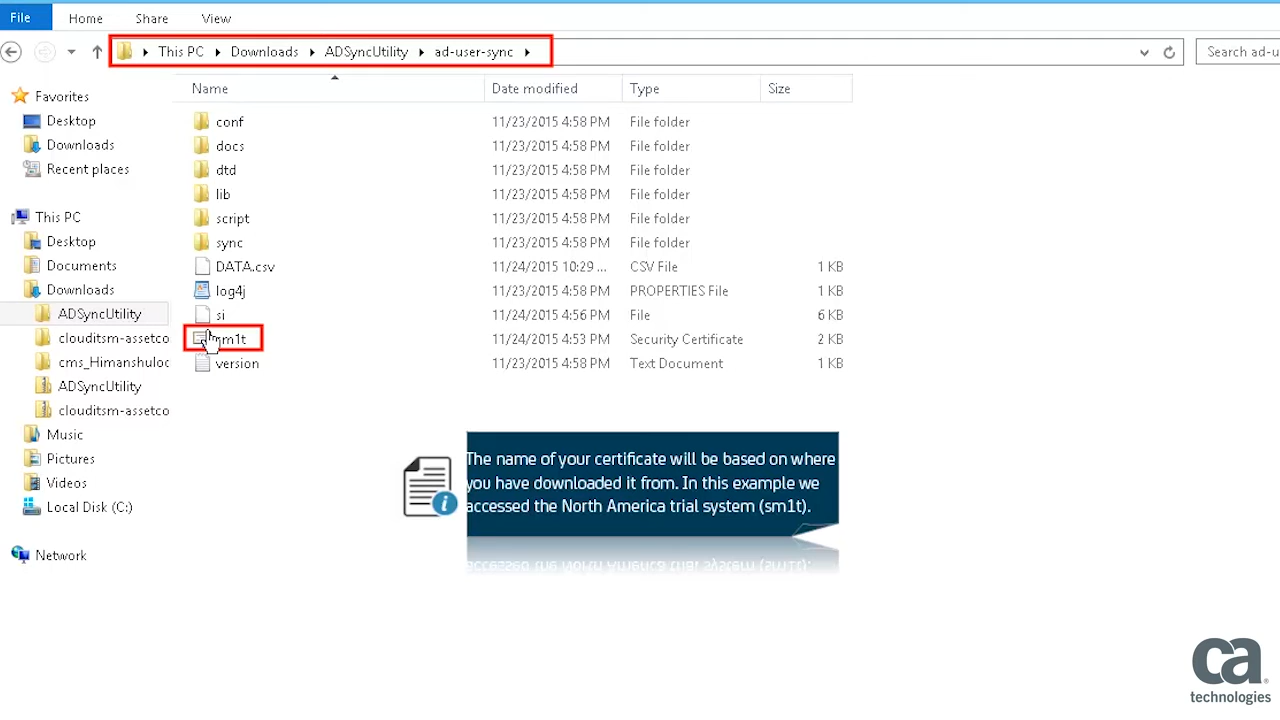 File Home Share View
This PC Downloads ADSyncUtility ad-user-sync Search ad-u
Name Date modified Type Size
Favorites
Desktop
Downloads
Recent places
This PC
Desktop
Documents
Downloads
ADSyncUtility
clouditsm-assetco
cms_Himanshuloc
ADSyncUtility
clouditsm-assetco
Music
Pictures
Videos
Local Disk (C:)
Network
conf 11/23/2015 4:58 PM File folder
docs 11/23/2015 4:58 PM File folder
dtd 11/23/2015 4:58 PM File folder
lib 11/23/2015 4:58 PM File folder
script 11/23/2015 4:58 PM File folder
sync 11/23/2015 4:58 PM File folder
DATA.csv 11/24/2015 10:29 ... CSV File 1 KB
log4j 11/23/2015 4:58 PM PROPERTIES File 1 KB
si 11/24/2015 4:56 PM File 6 KB
sm1t 11/24/2015 4:53 PM Security Certificate 2 KB
version 11/23/2015 4:58 PM Text Document 1 KB
The name of your certificate will be based on where
you have downloaded it from. In this example we
accessed the North America trial system (sm1t).
ca
technologies